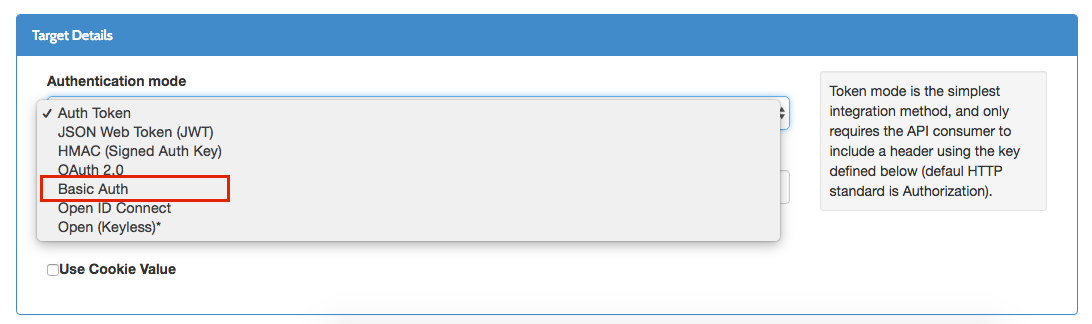 Target Details
Authentication mode
✓ Auth Token
JSON Web Token (JWT)
HMAC (Signed Auth Key)
OAuth 2.0
Basic Auth
Open ID Connect
Open (Keyless)*
Use Cookie Value
Token mode is the simplest
integration method, and only
requires the API consumer to
include a header using the key
defined below (defaul HTTP
standard is Authorization).